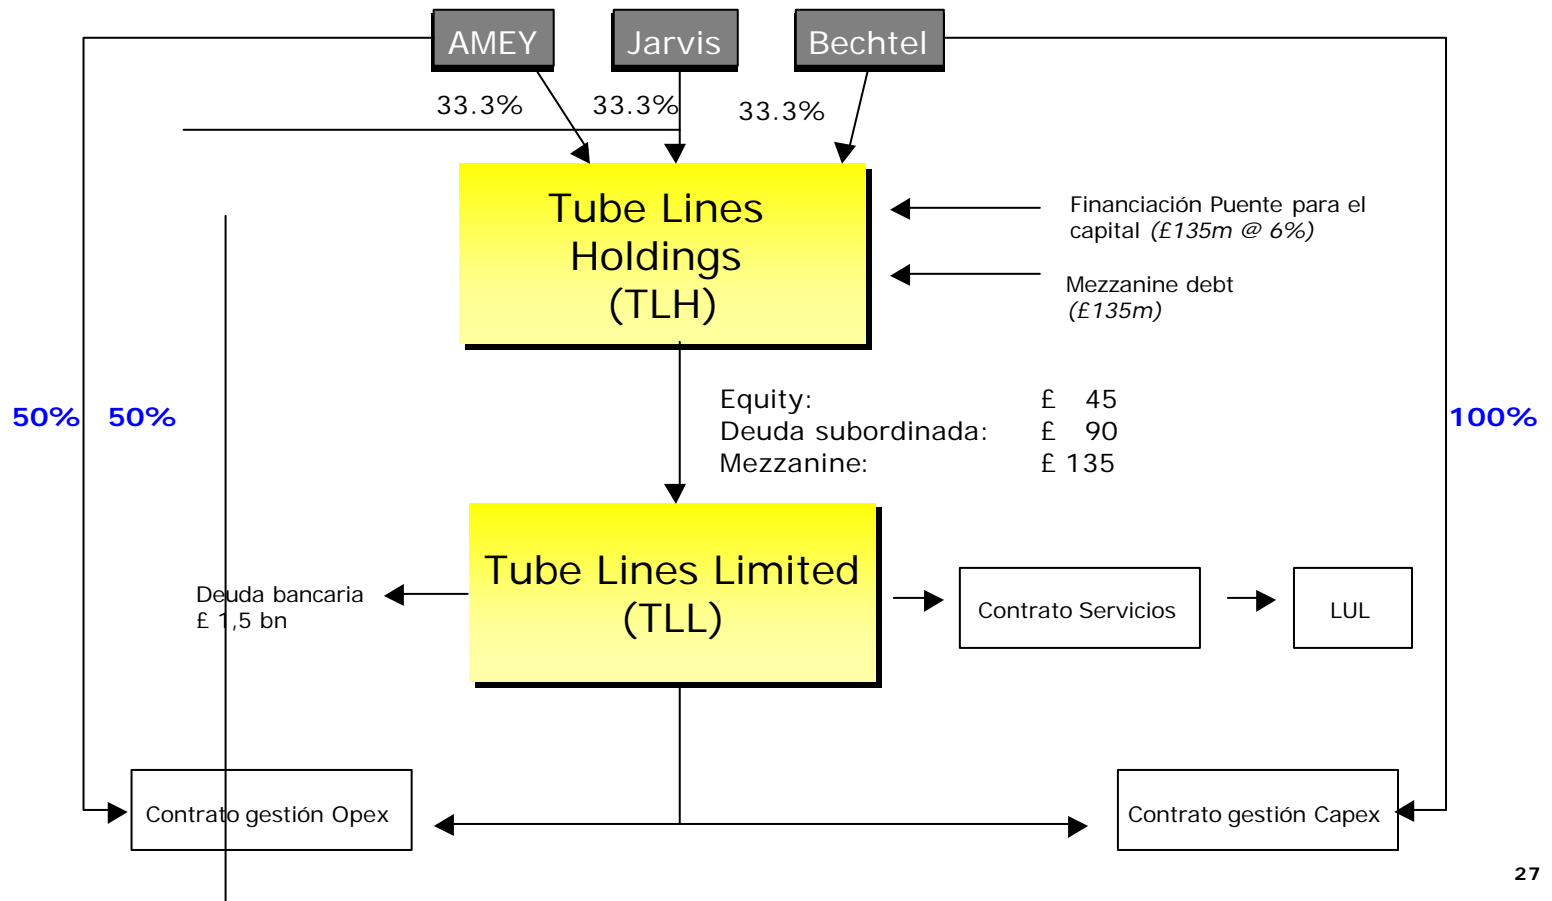 AMEY
Jarvis
Bechtel
33.3%
33.3%
33.3%
Tube Lines
Holdings
(TLH)
Financiación Puente para el
capital (£135m @ 6%)
Mezzanine debt
(£135m)
50%
50%
Equity: £ 45
Deuda subordinada: £ 90
Mezzanine: £ 135
100%
Tube Lines Limited
(TLL)
Deuda bancaria
£ 1,5 bn
Contrato Servicios
LUL
Contrato gestión Opex
Contrato gestión Capex
27